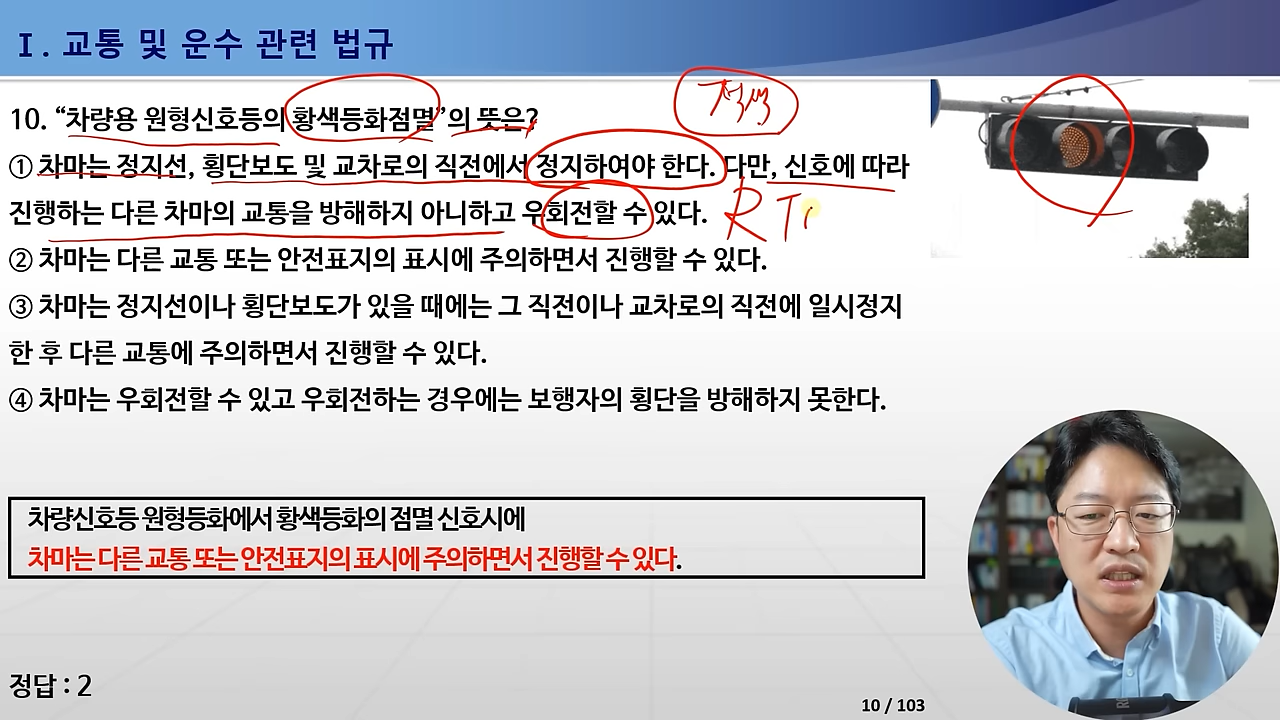 I. 교통 및 운수 관련 법규
10. “차량용 원형신호등의 황색등화점멸”의 뜻은?
적색
① 차마는 정지선, 횡단보도 및 교차로의 직전에서 정지하여야 한다. 다만, 신호에 따라
진행하는 다른 차마의 교통을 방해하지 아니하고 우회전할 수 있다.
R T
② 차마는 다른 교통 또는 안전표지의 표시에 주의하면서 진행할 수 있다.
③ 차마는 정지선이나 횡단보도가 있을 때에는 그 직전이나 교차로의 직전에 일시정지
한 후 다른 교통에 주의하면서 진행할 수 있다.
④ 차마는 우회전할 수 있고 우회전하는 경우에는 보행자의 횡단을 방해하지 못한다.
차량신호등 원형등화에서 황색등화의 점멸 신호시에
차마는 다른 교통 또는 안전표지의 표시에 주의하면서 진행할 수 있다.
정답 : 2
10 / 103